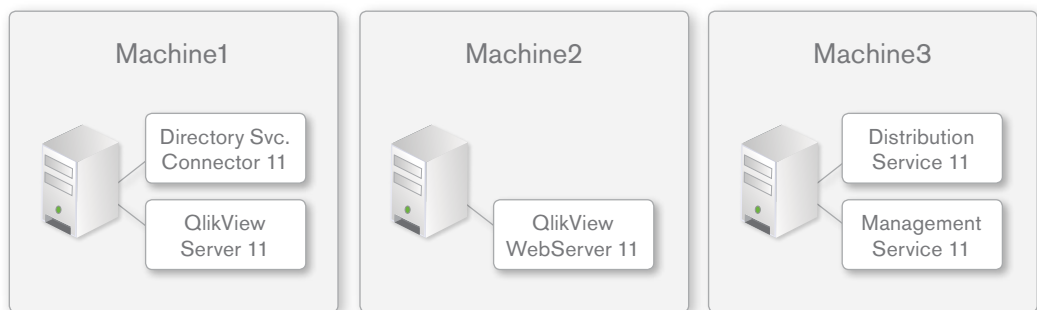 Machine1
Directory Svc.
Connector 11
QlikView
Server 11
Machine2
QlikView
WebServer 11
Machine3
Distribution
Service 11
Management
Service 11